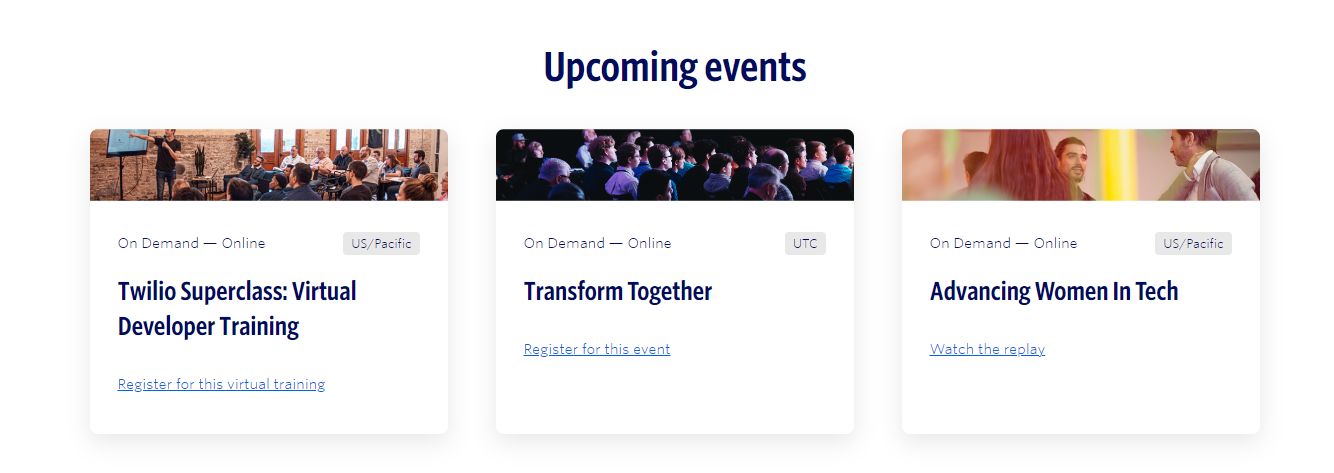 Upcoming events
On Demand — Online
US/Pacific
Twilio Superclass: Virtual
Developer Training
Register for this virtual training
On Demand — Online
UTC
Transform Together
Register for this event
On Demand — Online
US/Pacific
Advancing Women In Tech
Watch the replay